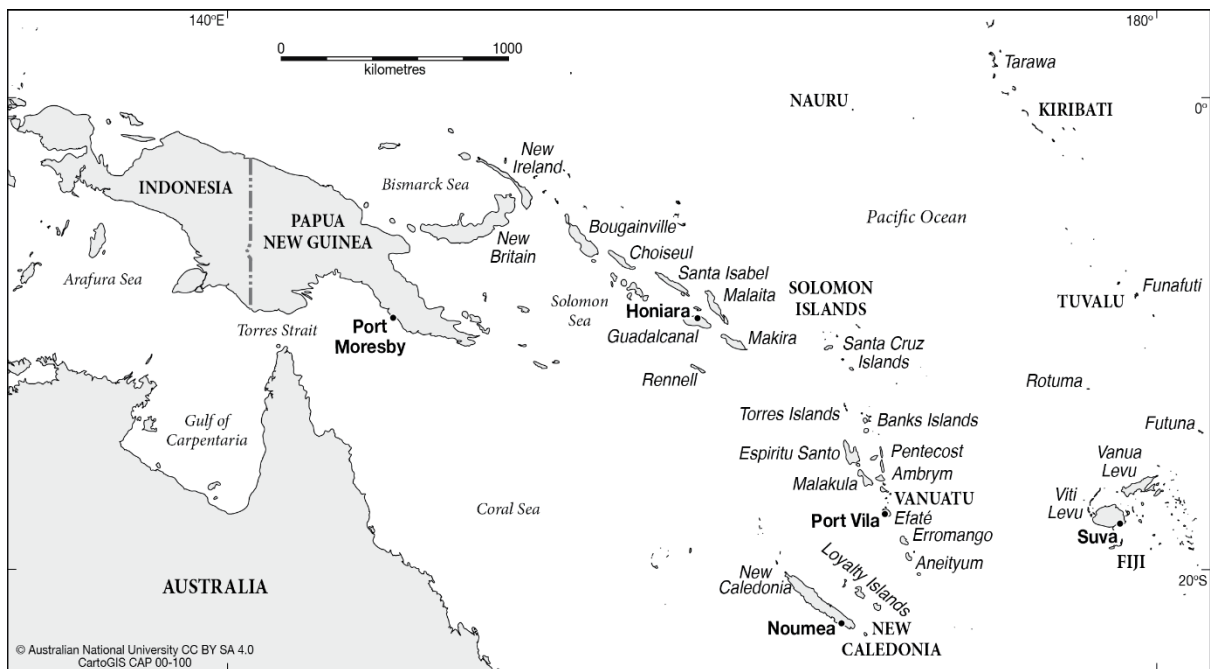 140°E
180°
0
1000
kilometres
Tarawa
NAURU
KIRIBATI
0°
New
Ireland
INDONESIA
Bismarck Sea
PAPUA
NEW GUINEA
Bougainville
Pacific Ocean
New
Britain
Choiseul
Arafura Sea
Santa Isabel
Malaita
SOLOMON
ISLANDS
Funafuti
TUVALU
Solomon
Sea
Honiara
Torres Strait
Port
Moresby
Guadalcanal
Makira
Santa Cruz
Islands
Rennell
Rotuma
Torres Islands
Banks Islands
Gulf of
Carpentaria
Futuna
Espiritu Santo
Pentecost
Vanua
Levu
Malakula
Ambrym
VANUATU
Viti
Levu
Coral Sea
Port Vila
Efaté
Suva
Erromango
FIJI
Aneityum
Loyalty Islands
New
Caledonia
AUSTRALIA
20°S
Noumea
NEW
CALEDONIA
© Australian National University CC BY SA 4.0
CartoGIS CAP 00-100